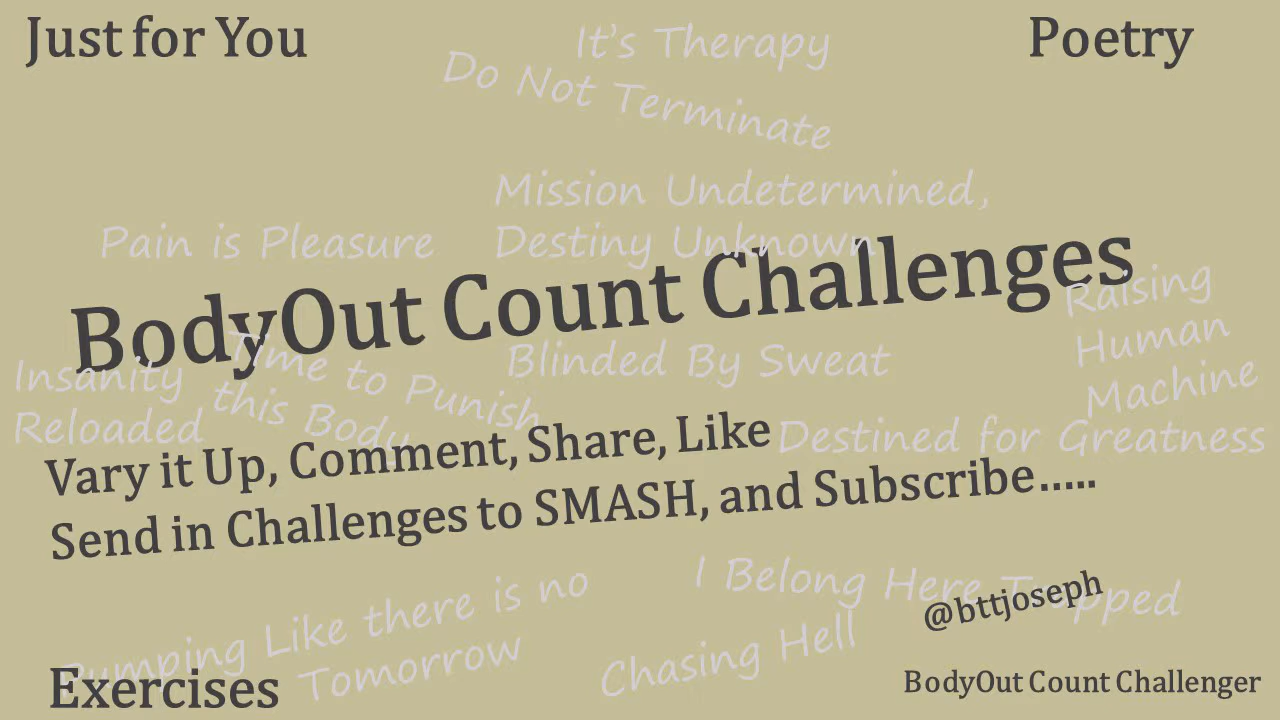 Just for You
It's Therapy
Poetry
Do Not Terminate
Mission Undetermined,
Destiny Unknown
Pain is Pleasure
BodyOut Count Challenges
Raising
Human
Machine
Insanity
Reloaded
Time to Punish
this Body
Blinded By Sweat
Destined for Greatness
Vary it Up, Comment, Share, Like
Send in Challenges to SMASH, and Subscribe.....
Pumping Like there is no
Tomorrow
I Belong Here Trapped
@bttjoseph
Chasing Hell
Exercises
BodyOut Count Challenger